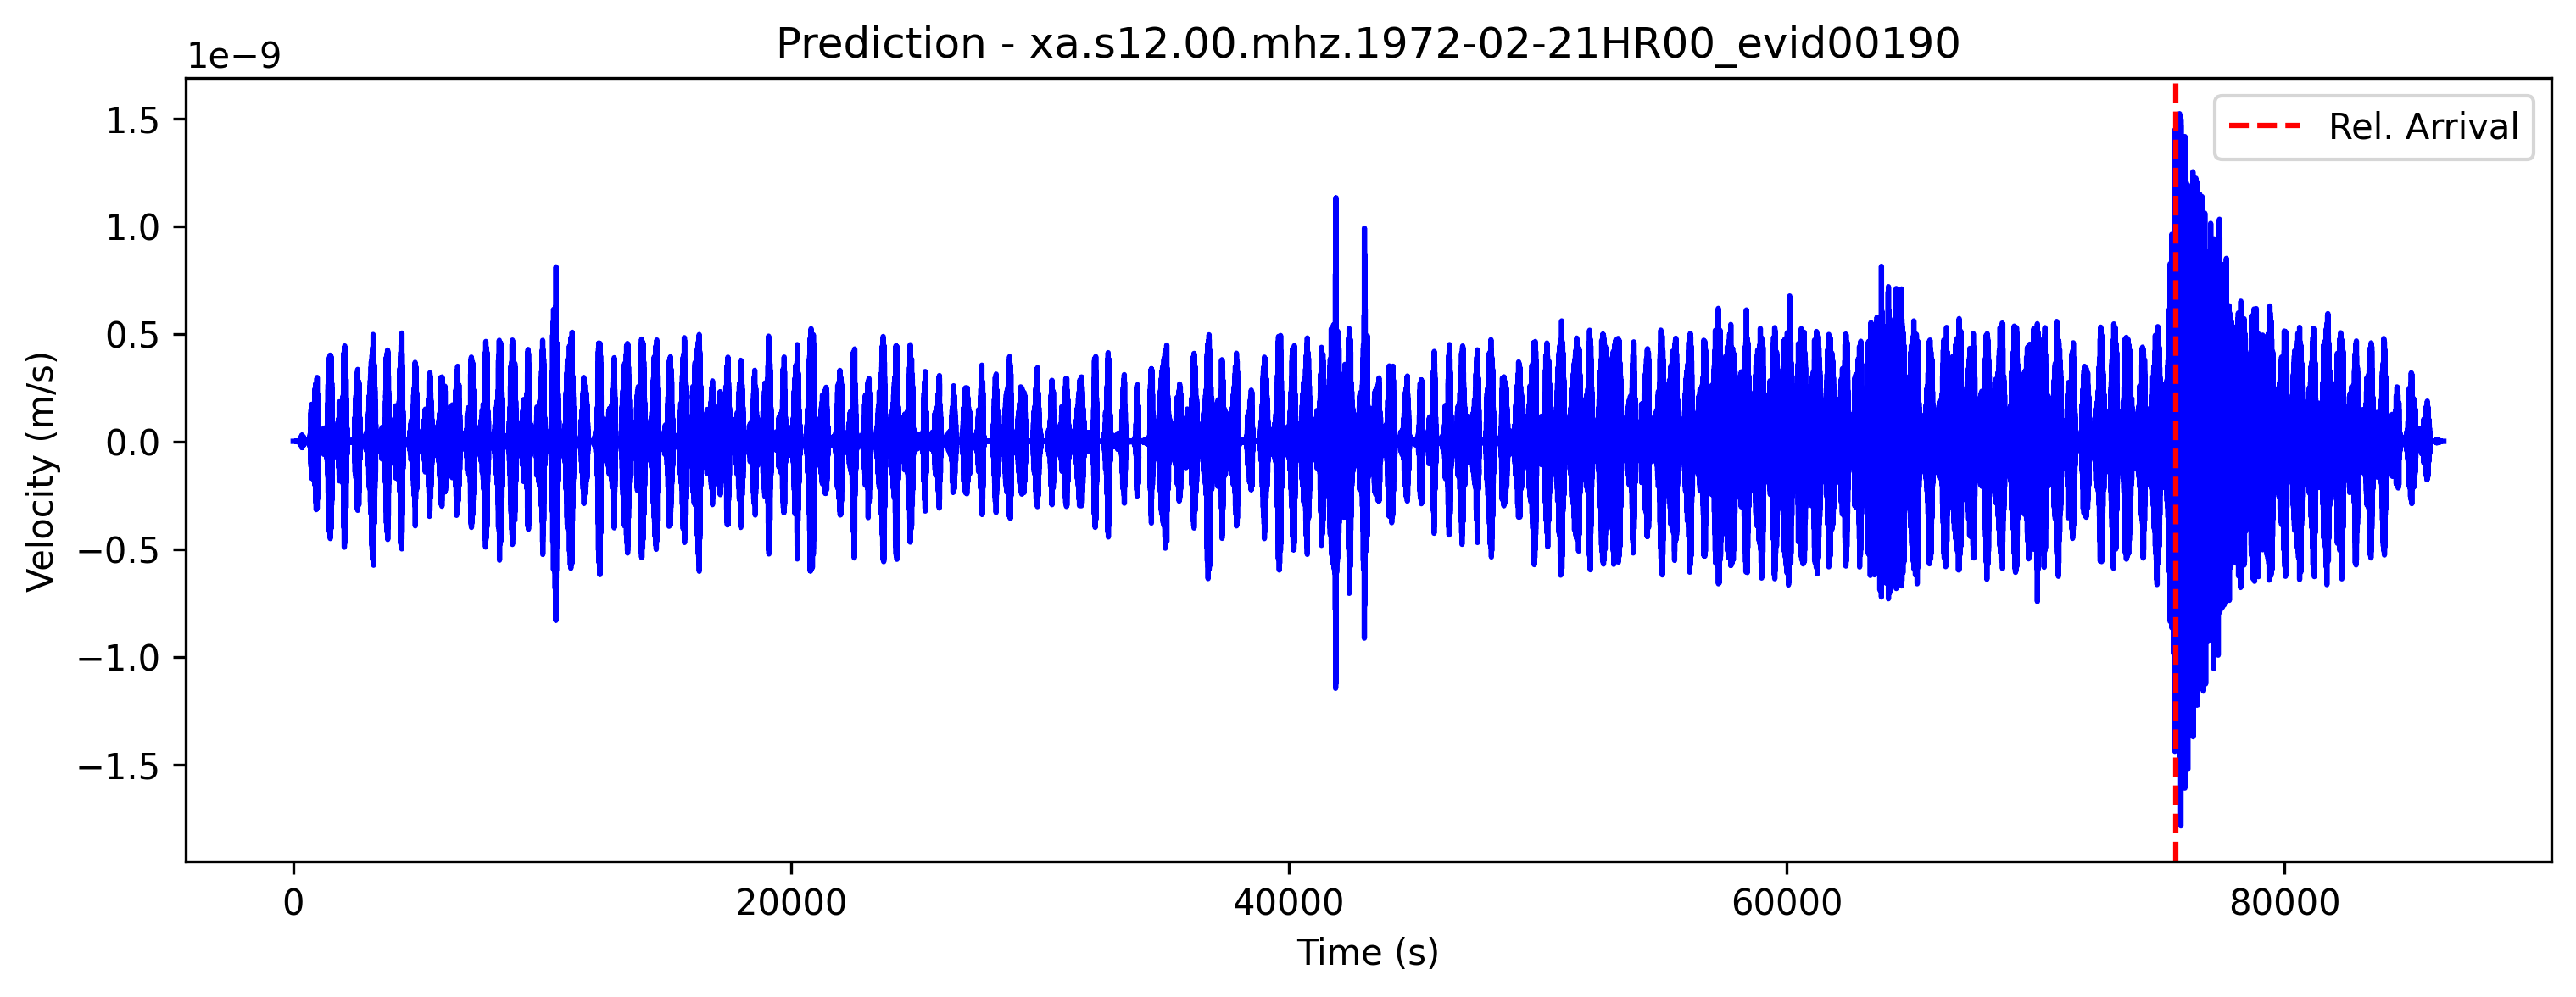 Prediction - xa.s12.00.mhz.1972-02-21HR00_evid00190
1e−9
Rel. Arrival
1.5
1.0
0.5
0.0
−0.5
−1.0
−1.5
Velocity (m/s)
0 20000 40000 60000 80000
Time (s)